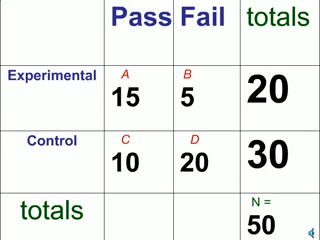 Pass Fail totals
Experimental A 15 B 5 20
Control C 10 D 20 30
totals N = 50